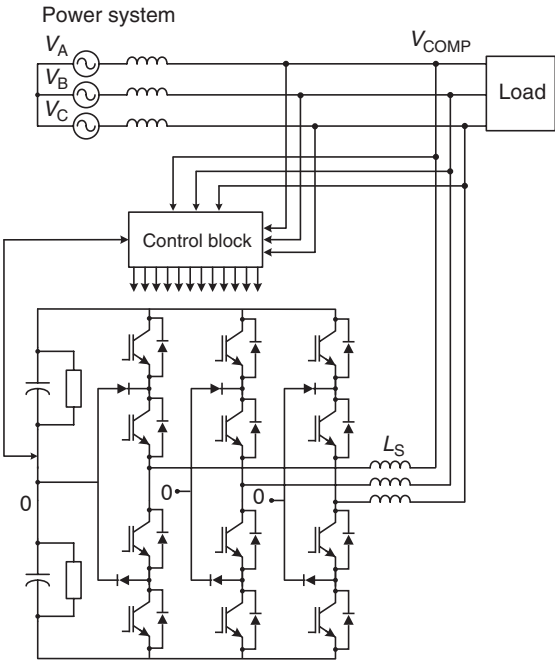 Power system
V_A
V_COMP
V_B
Load
V_C
Control block
L_S
0
0
0